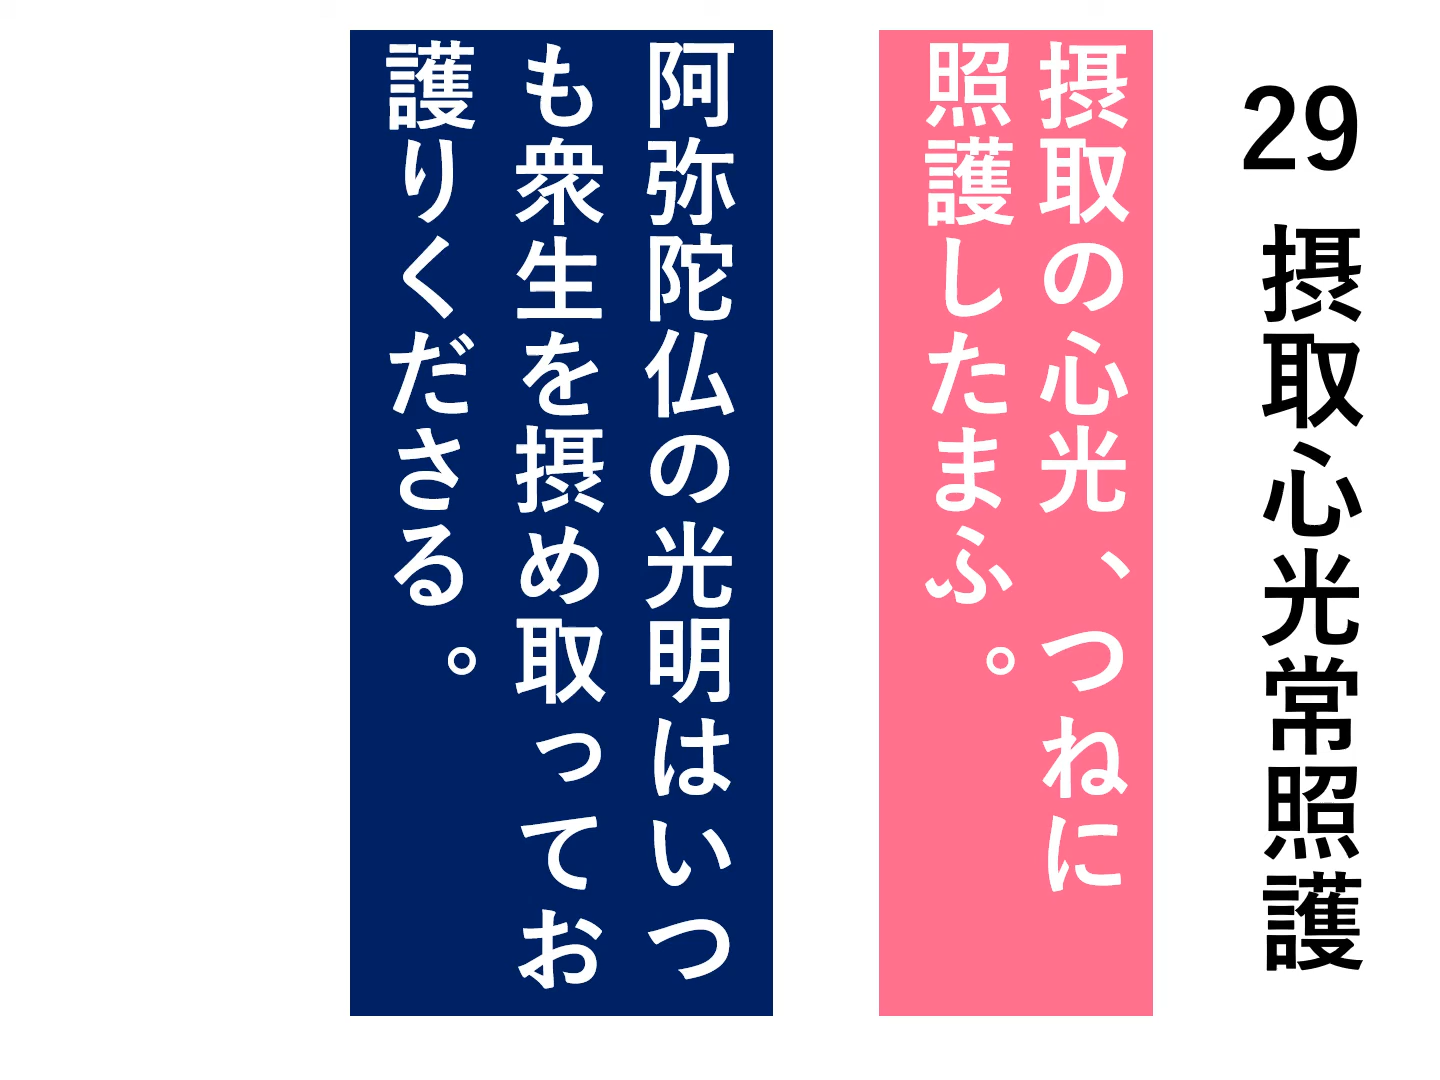 29 摂取心光常照護
摂取の心光、つねに
照護したまふ。
阿弥陀仏の光明はいつ
も衆生を摂め取ってお
護りくださる。